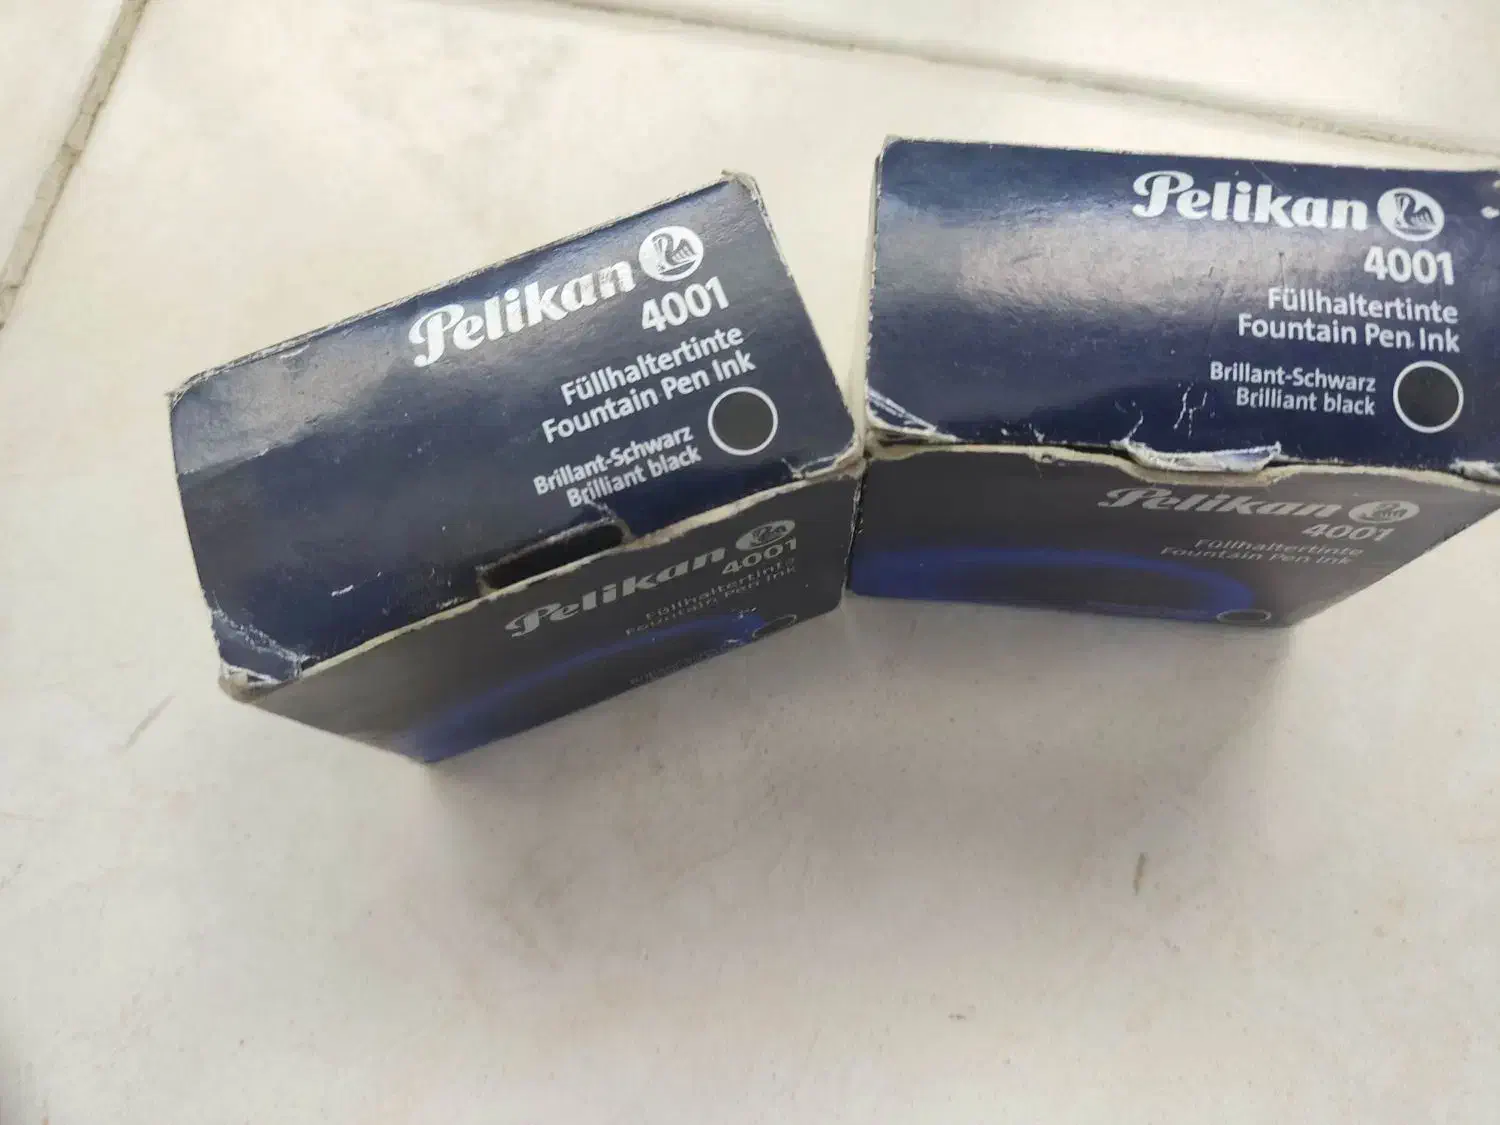 Pelikan
4001
Füllhaltertinte
Fountain Pen Ink
Brillant-Schwarz
Brilliant black
Pelikan
4001
Füllhaltertinte
Fountain Pen Ink
Pelikan
4001
Füllhaltertinte
Fountain Pen Ink
Brillant-Schwarz
Brilliant black
Pelikan
4001
Füllhaltertinte
Fountain Pen Ink